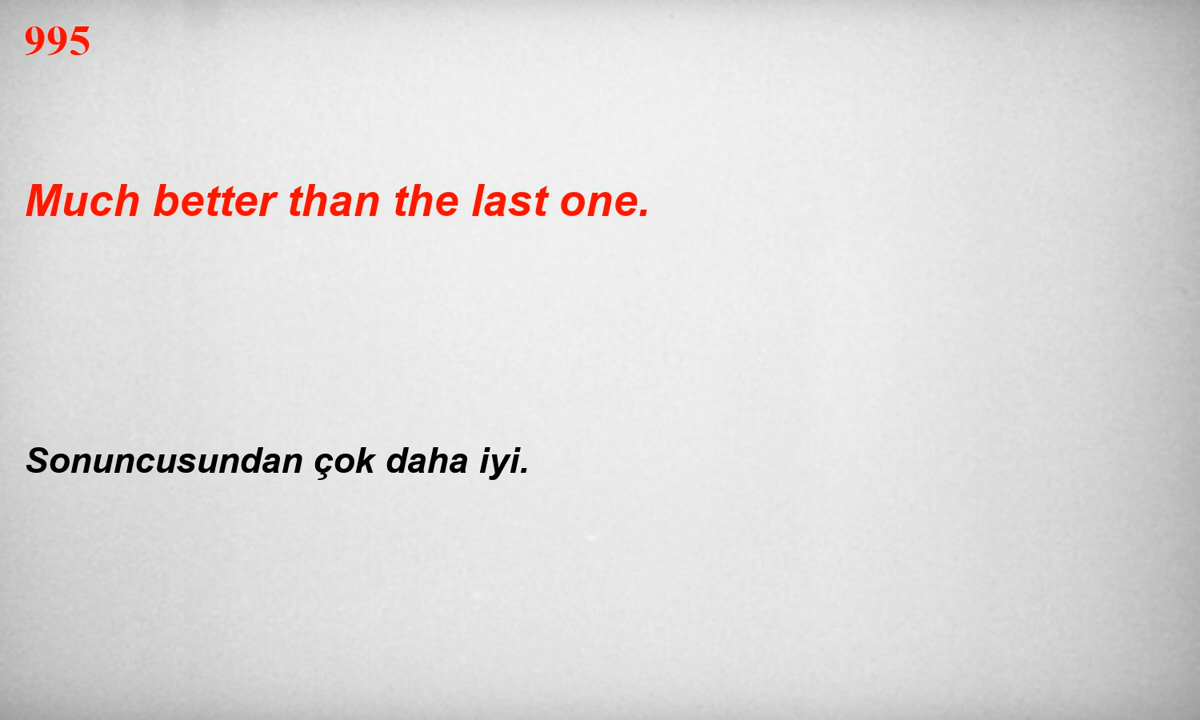 995
Much better than the last one.
Sonuncusundan çok daha iyi.